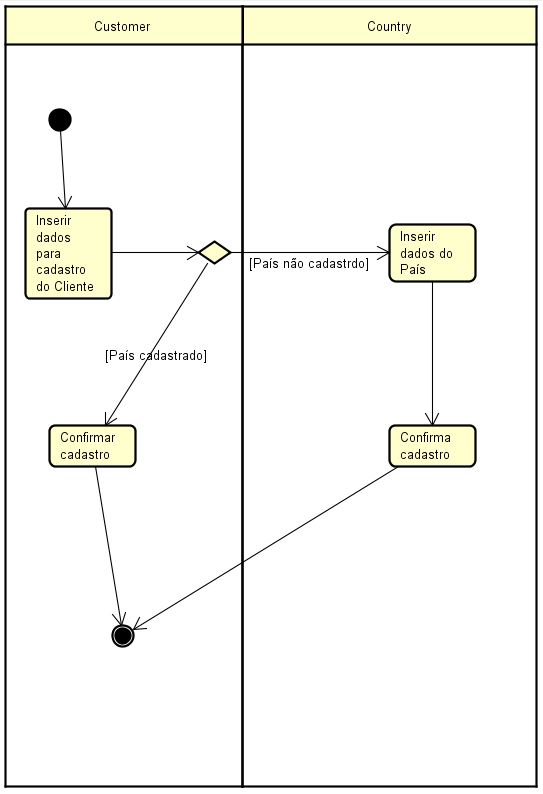 Customer
Country
Inserir
dados
para
cadastro
do Cliente
Inserir
dados do
País
[País não cadastrdo]
[País cadastrado]
Confirmar
cadastro
Confirma
cadastro